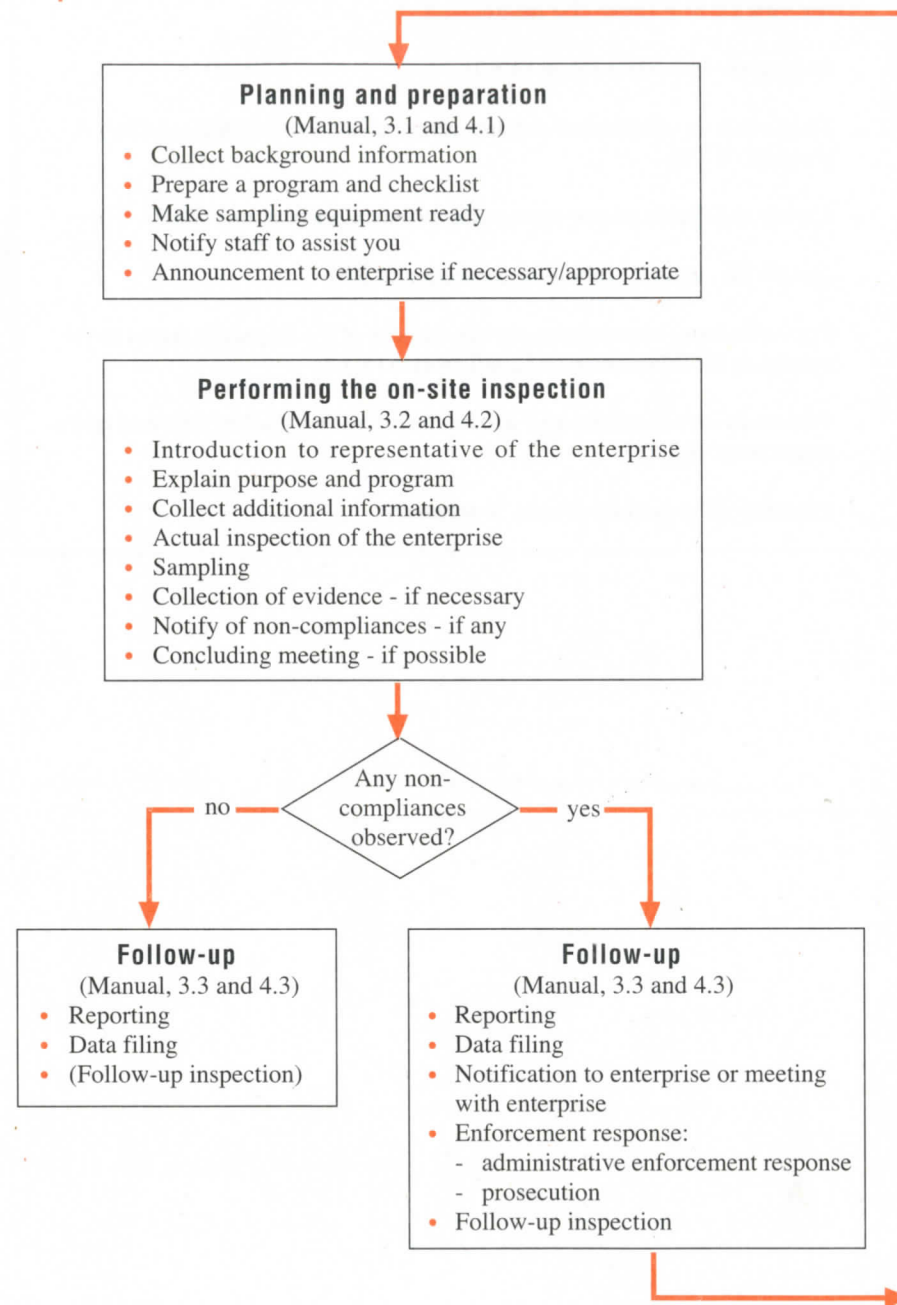 Planning and preparation
(Manual, 3.1 and 4.1)
• Collect background information
• Prepare a program and checklist
• Make sampling equipment ready
• Notify staff to assist you
• Announcement to enterprise if necessary/appropriate
Performing the on-site inspection
(Manual, 3.2 and 4.2)
• Introduction to representative of the enterprise
• Explain purpose and program
• Collect additional information
• Actual inspection of the enterprise
• Sampling
• Collection of evidence - if necessary
• Notify of non-compliances - if any
• Concluding meeting - if possible
Any non-
compliances
observed?
no
yes
Follow-up
(Manual, 3.3 and 4.3)
• Reporting
• Data filing
• (Follow-up inspection)
Follow-up
(Manual, 3.3 and 4.3)
• Reporting
• Data filing
• Notification to enterprise or meeting
with enterprise
• Enforcement response:
- administrative enforcement response
- prosecution
• Follow-up inspection